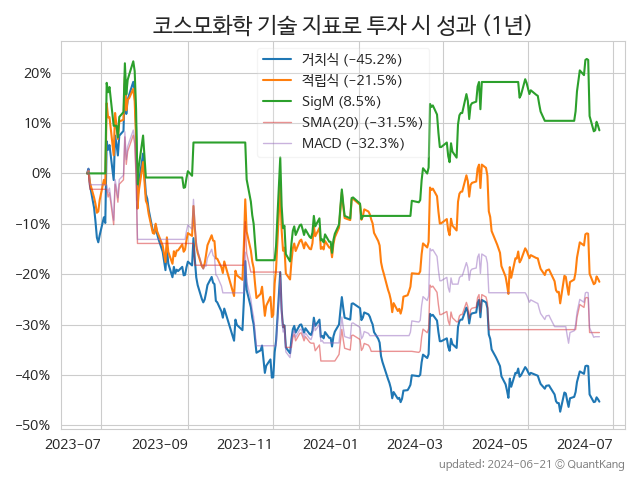 코스모화학 기술 지표로 투자 시 성과 (1년)
거치식 (−45.2%)
적립식 (−21.5%)
SigM (8.5%)
SMA(20) (−31.5%)
MACD (−32.3%)
20%
10%
0%
−10%
−20%
−30%
−40%
−50%
2023−07 2023−09 2023−11 2024−01 2024−03 2024−05 2024−07
updated: 2024−06−21 ⓒ QuantKang